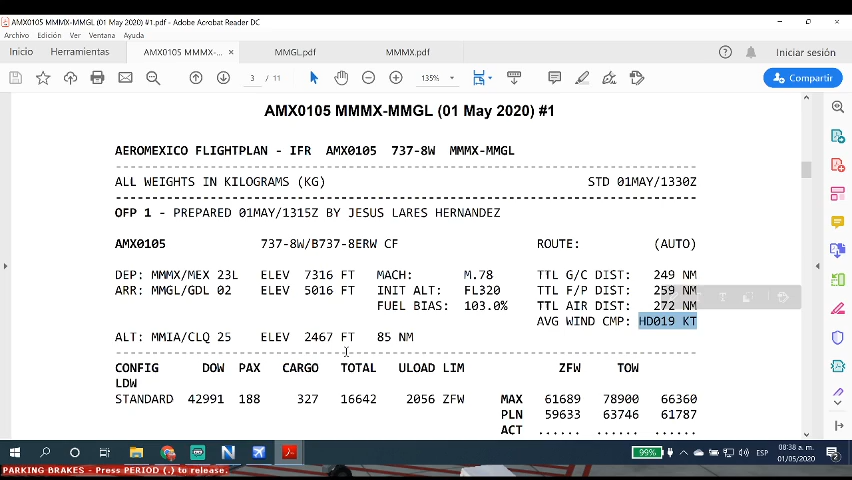 AMX0105 MMMX-MMGL (01 May 2020) #1.pdf - Adobe Acrobat Reader DC
Archivo Edición Ver Ventana Ayuda
Inicio Herramientas AMX0105 MMMX-... × MMGL.pdf MMMX.pdf Iniciar sesión
3 / 11 135% Compartir
AMX0105 MMMX-MMGL (01 May 2020) #1
AEROMEXICO FLIGHTPLAN - IFR AMX0105 737-8W MMMX-MMGL
ALL WEIGHTS IN KILOGRAMS (KG) STD 01MAY/1330Z
OFP 1 - PREPARED 01MAY/1315Z BY JESUS LARES HERNANDEZ
AMX0105 737-8W/B737-8ERW CF ROUTE: (AUTO)
DEP: MMMX/MEX 23L ELEV 7316 FT MACH: M.78 TTL G/C DIST: 249 NM
ARR: MMGL/GDL 02 ELEV 5016 FT INIT ALT: FL320 TTL F/P DIST: 259 NM
FUEL BIAS: 103.0% TTL AIR DIST: 272 NM
AVG WIND CMP: HD019 KT
ALT: MMIA/CLQ 25 ELEV 2467 FT 85 NM
CONFIG DOW PAX CARGO TOTAL ULOAD LIM ZFW TOW
LDW
STANDARD 42991 188 327 16642 2056 ZFW MAX 61689 78900 66360
PLN 59633 63746 61787
ACT ...... ...... ......
99% ESP 08:38 a. m.
01/05/2020
PARKING BRAKES - Press PERIOD (.) to release.